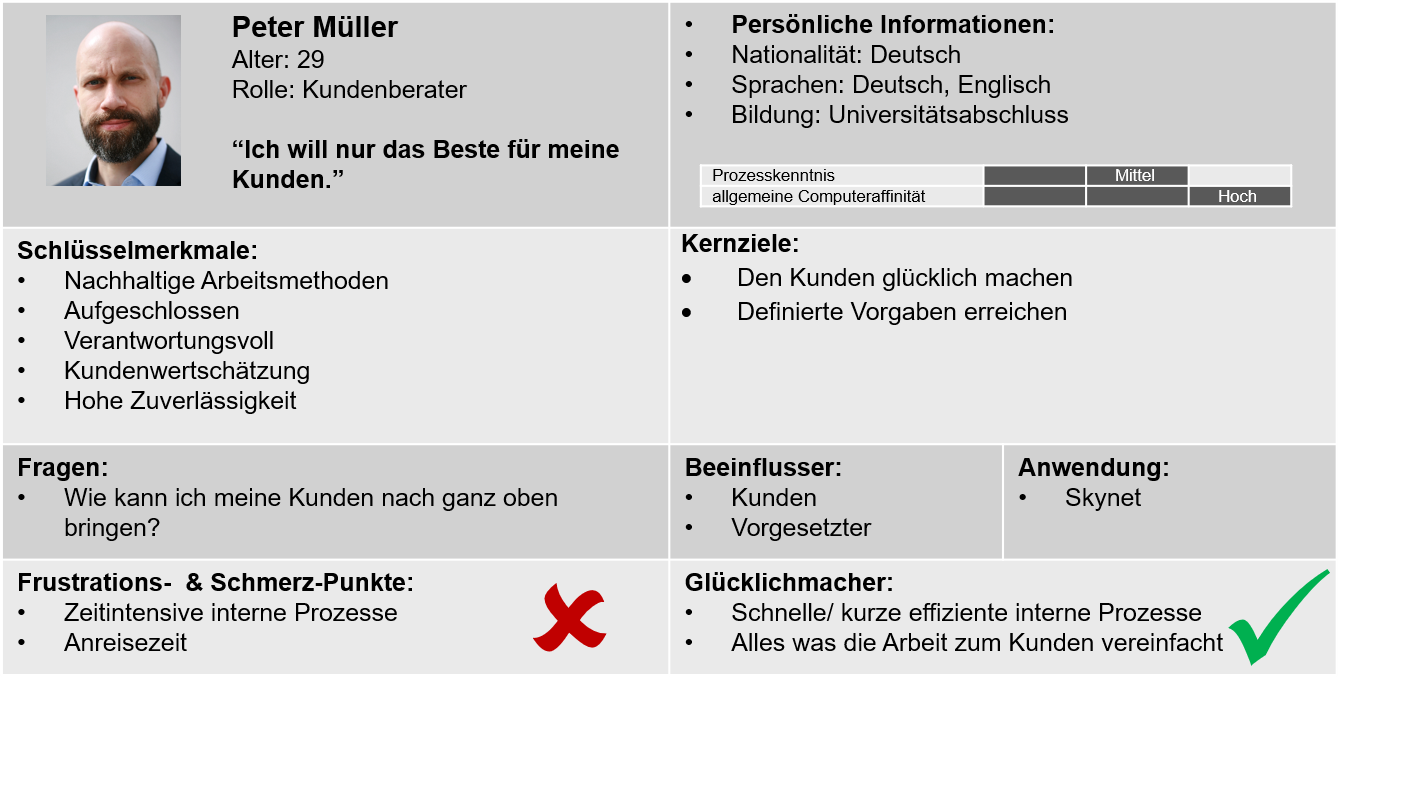 Peter Müller
Alter: 29
Rolle: Kundenberater
“Ich will nur das Beste für meine
Kunden.”
• Persönliche Informationen:
• Nationalität: Deutsch
• Sprachen: Deutsch, Englisch
• Bildung: Universitätsabschluss
Prozesskenntnis Mittel
allgemeine Computeraffinität Hoch
Schlüsselmerkmale:
• Nachhaltige Arbeitsmethoden
• Aufgeschlossen
• Verantwortungsvoll
• Kundenwertschätzung
• Hohe Zuverlässigkeit
Kernziele:
• Den Kunden glücklich machen
• Definierte Vorgaben erreichen
Fragen:
• Wie kann ich meine Kunden nach ganz oben
bringen?
Beeinflusser:
• Kunden
• Vorgesetzter
Anwendung:
• Skynet
Frustrations- & Schmerz-Punkte:
• Zeitintensive interne Prozesse
• Anreisezeit
Glücklichmacher:
• Schnelle/ kurze effiziente interne Prozesse
• Alles was die Arbeit zum Kunden vereinfacht